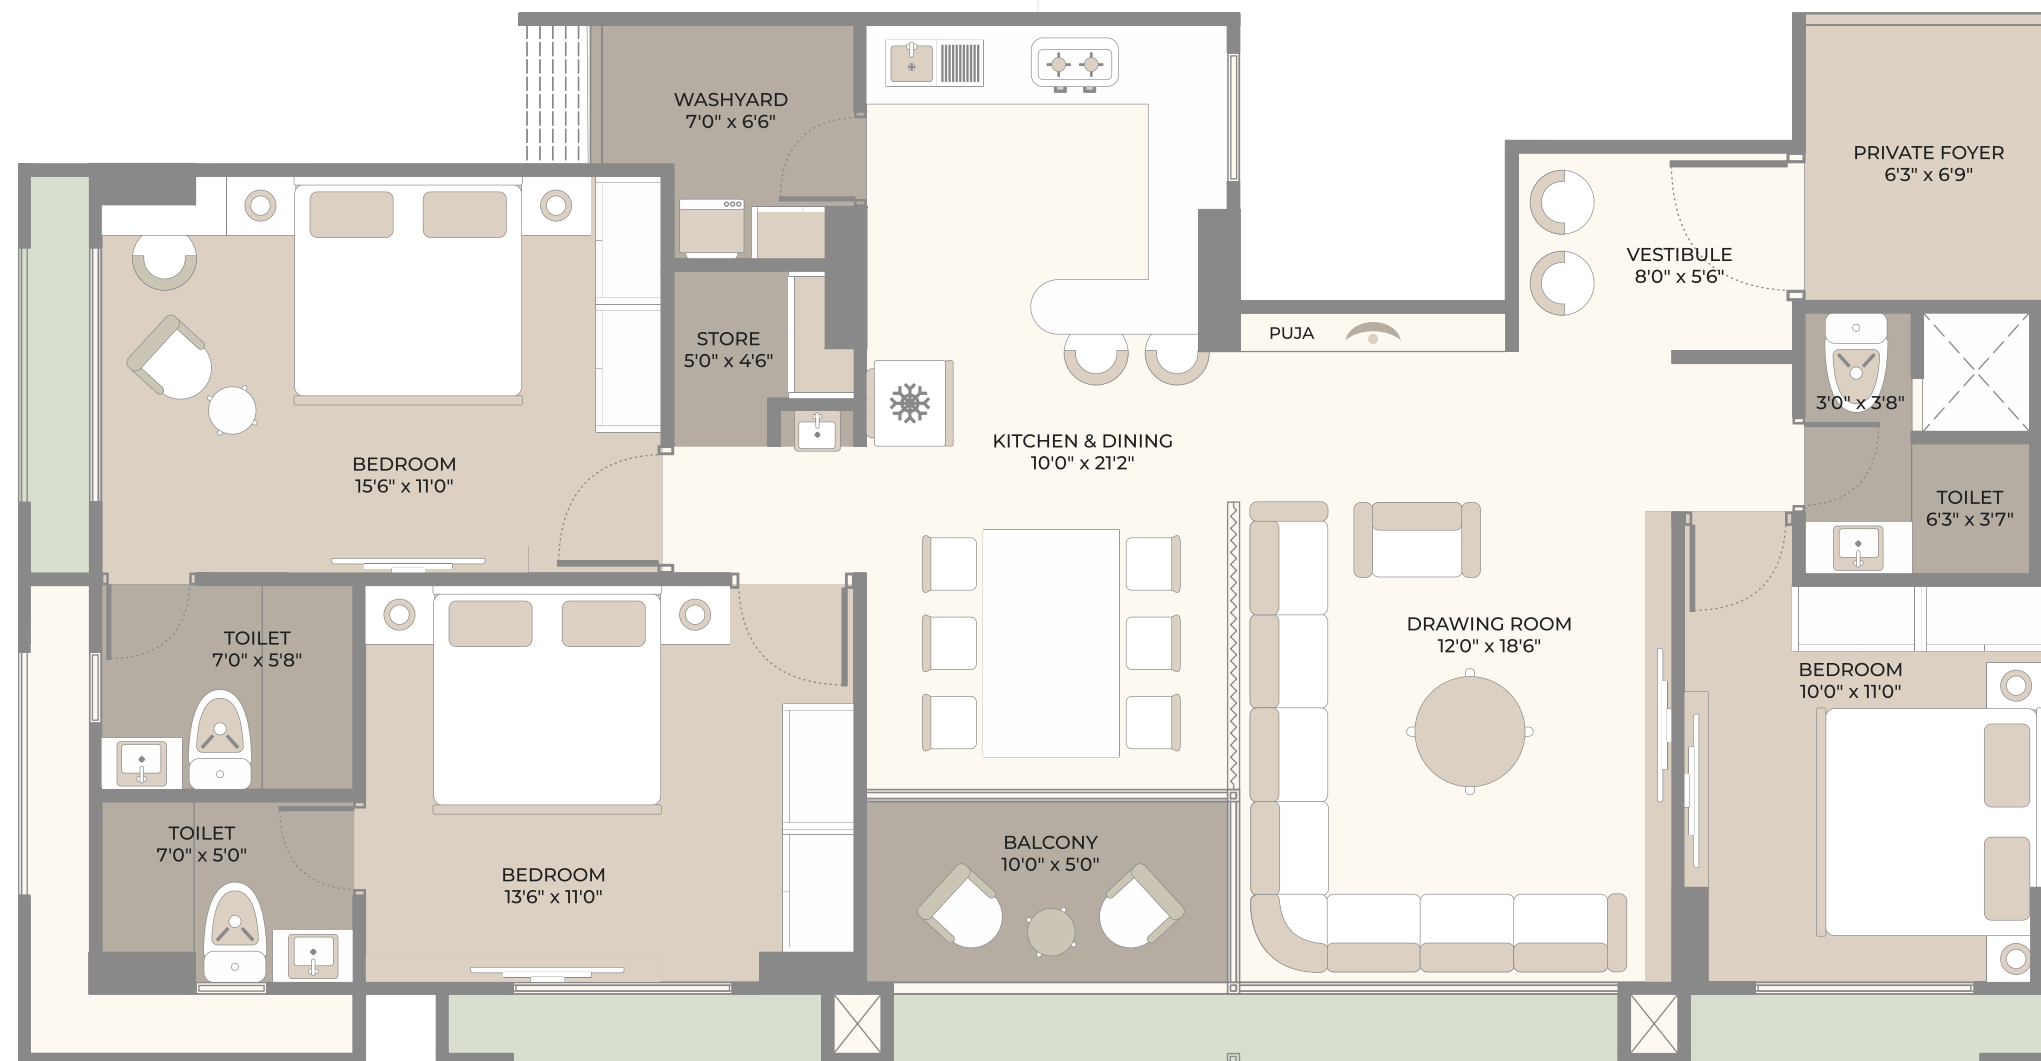 WASHYARD
7'0" x 6'6"
PRIVATE FOYER
6'3" x 6'9"
VESTIBULE
8'0" x 5'6"
PUJA
STORE
5'0" x 4'6"
3'0" x 3'8"
KITCHEN & DINING
10'0" x 21'2"
BEDROOM
15'6" x 11'0"
TOILET
6'3" x 3'7"
DRAWING ROOM
12'0" x 18'6"
TOILET
7'0" x 5'8"
BEDROOM
10'0" x 11'0"
TOILET
7'0" x 5'0"
BALCONY
10'0" x 5'0"
BEDROOM
13'6" x 11'0"